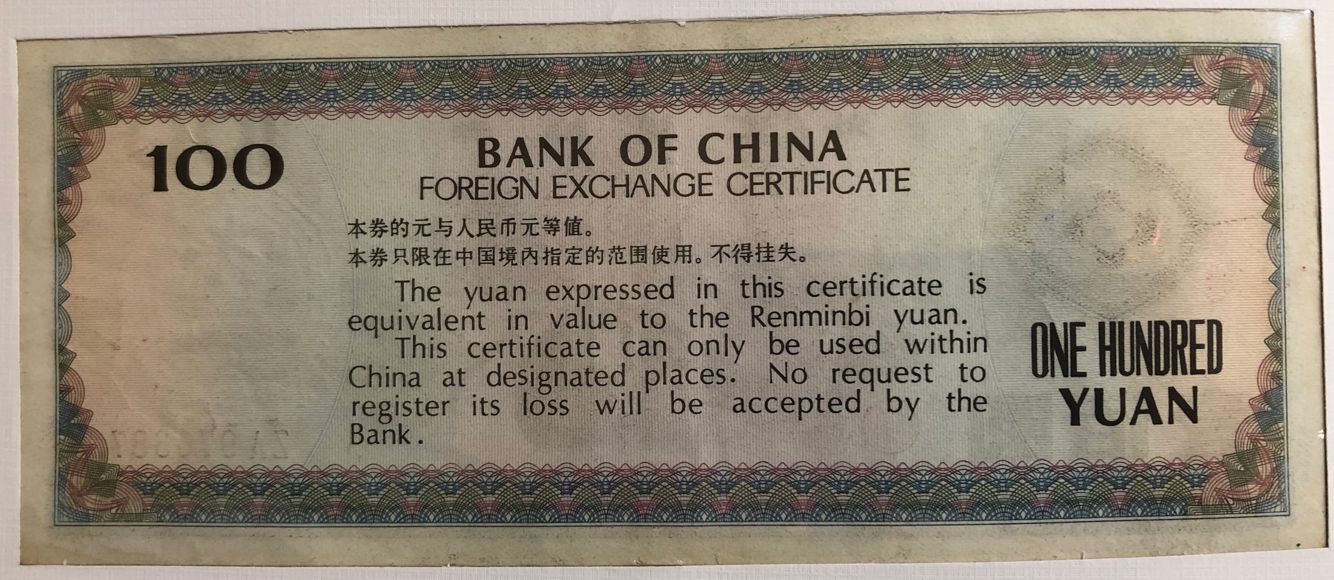 100
BANK OF CHINA
FOREIGN EXCHANGE CERTIFICATE
本券的元与人民币元等值。
本券只限在中国境内指定的范围使用。不得挂失。
The yuan expressed in this certificate is
equivalent in value to the Renminbi yuan.
This certificate can only be used within
China at designated places. No request to
register its loss will be accepted by the
Bank.
ONE HUNDRED
YUAN